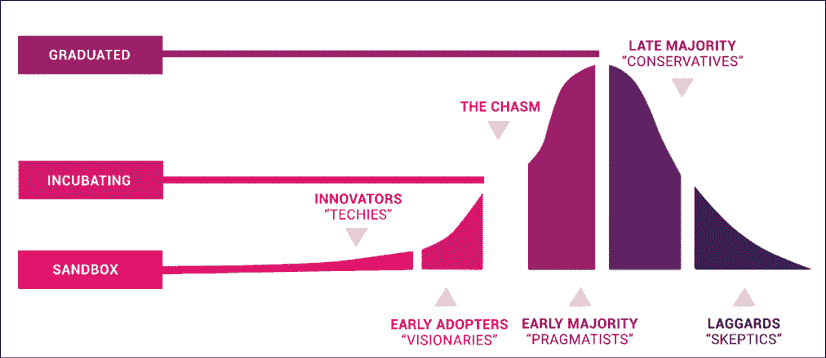 GRADUATED
LATE MAJORITY
"CONSERVATIVES"
THE CHASM
INCUBATING
INNOVATORS
"TECHIES"
SANDBOX
EARLY ADOPTERS
"VISIONARIES"
EARLY MAJORITY
"PRAGMATISTS"
LAGGARDS
"SKEPTICS"